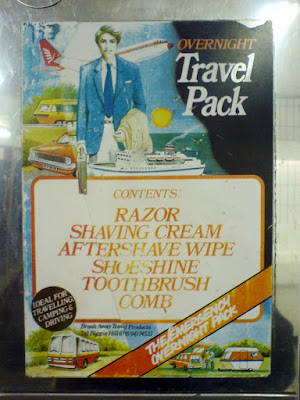 OVERNIGHT
Travel
Pack
CONTENTS:
RAZOR
SHAVING CREAM
AFTERSHAVE WIPE
SHOESHINE
TOOTHBRUSH
COMB
IDEAL FOR
TRAVELLING
CAMPING &
DRIVING
THE EMERGENCY
OVERNIGHT PACK
Brush Away Travel Products